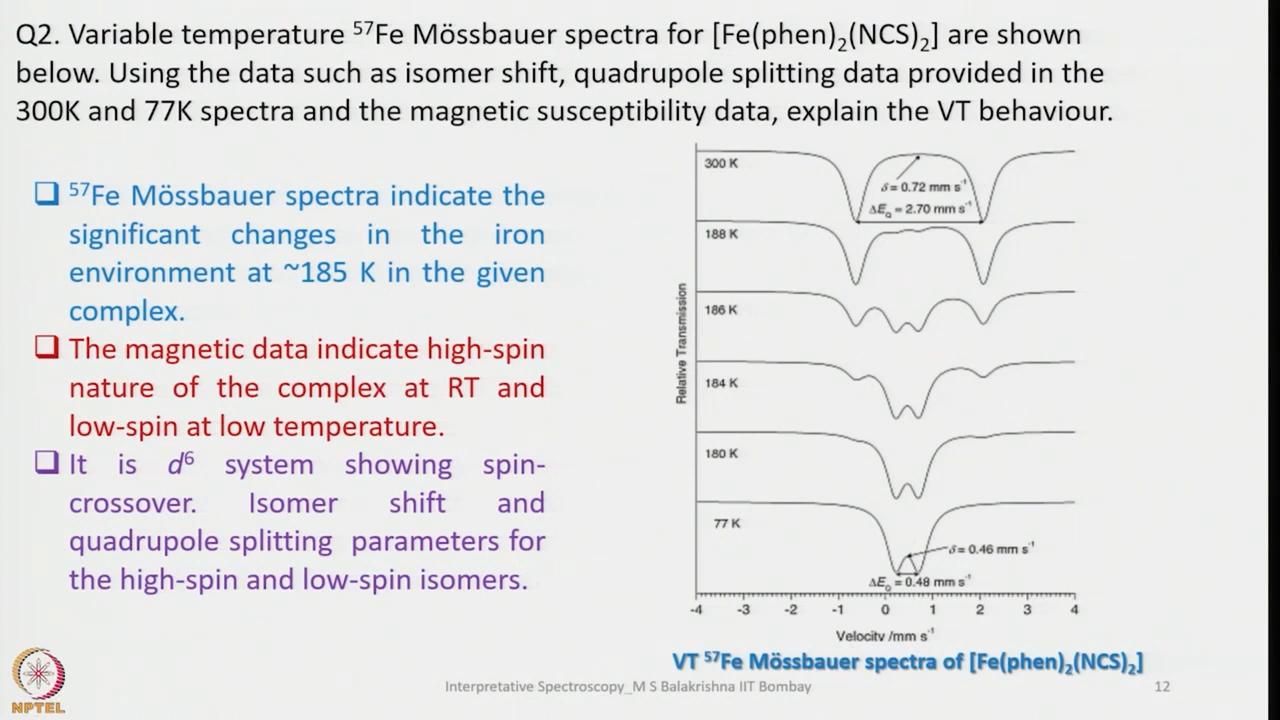 Q2. Variable temperature ⁵⁷Fe Mössbauer spectra for [Fe(phen)₂(NCS)₂] are shown
below. Using the data such as isomer shift, quadrupole splitting data provided in the
300K and 77K spectra and the magnetic susceptibility data, explain the VT behaviour.
❑ ⁵⁷Fe Mössbauer spectra indicate the
significant changes in the iron
environment at ~185 K in the given
complex.
❑ The magnetic data indicate high-spin
nature of the complex at RT and
low-spin at low temperature.
❑ It is d⁶ system showing spin-
crossover. Isomer shift and
quadrupole splitting parameters for
the high-spin and low-spin isomers.
Relative Transmission
300 K
δ = 0.72 mm s⁻¹
ΔE_Q = 2.70 mm s⁻¹
188 K
186 K
184 K
180 K
77 K
δ = 0.46 mm s⁻¹
ΔE_Q = 0.48 mm s⁻¹
-4 -3 -2 -1 0 1 2 3 4
Velocity /mm s⁻¹
VT ⁵⁷Fe Mössbauer spectra of [Fe(phen)₂(NCS)₂]
NPTEL
Interpretative Spectroscopy_M S Balakrishna IIT Bombay
12